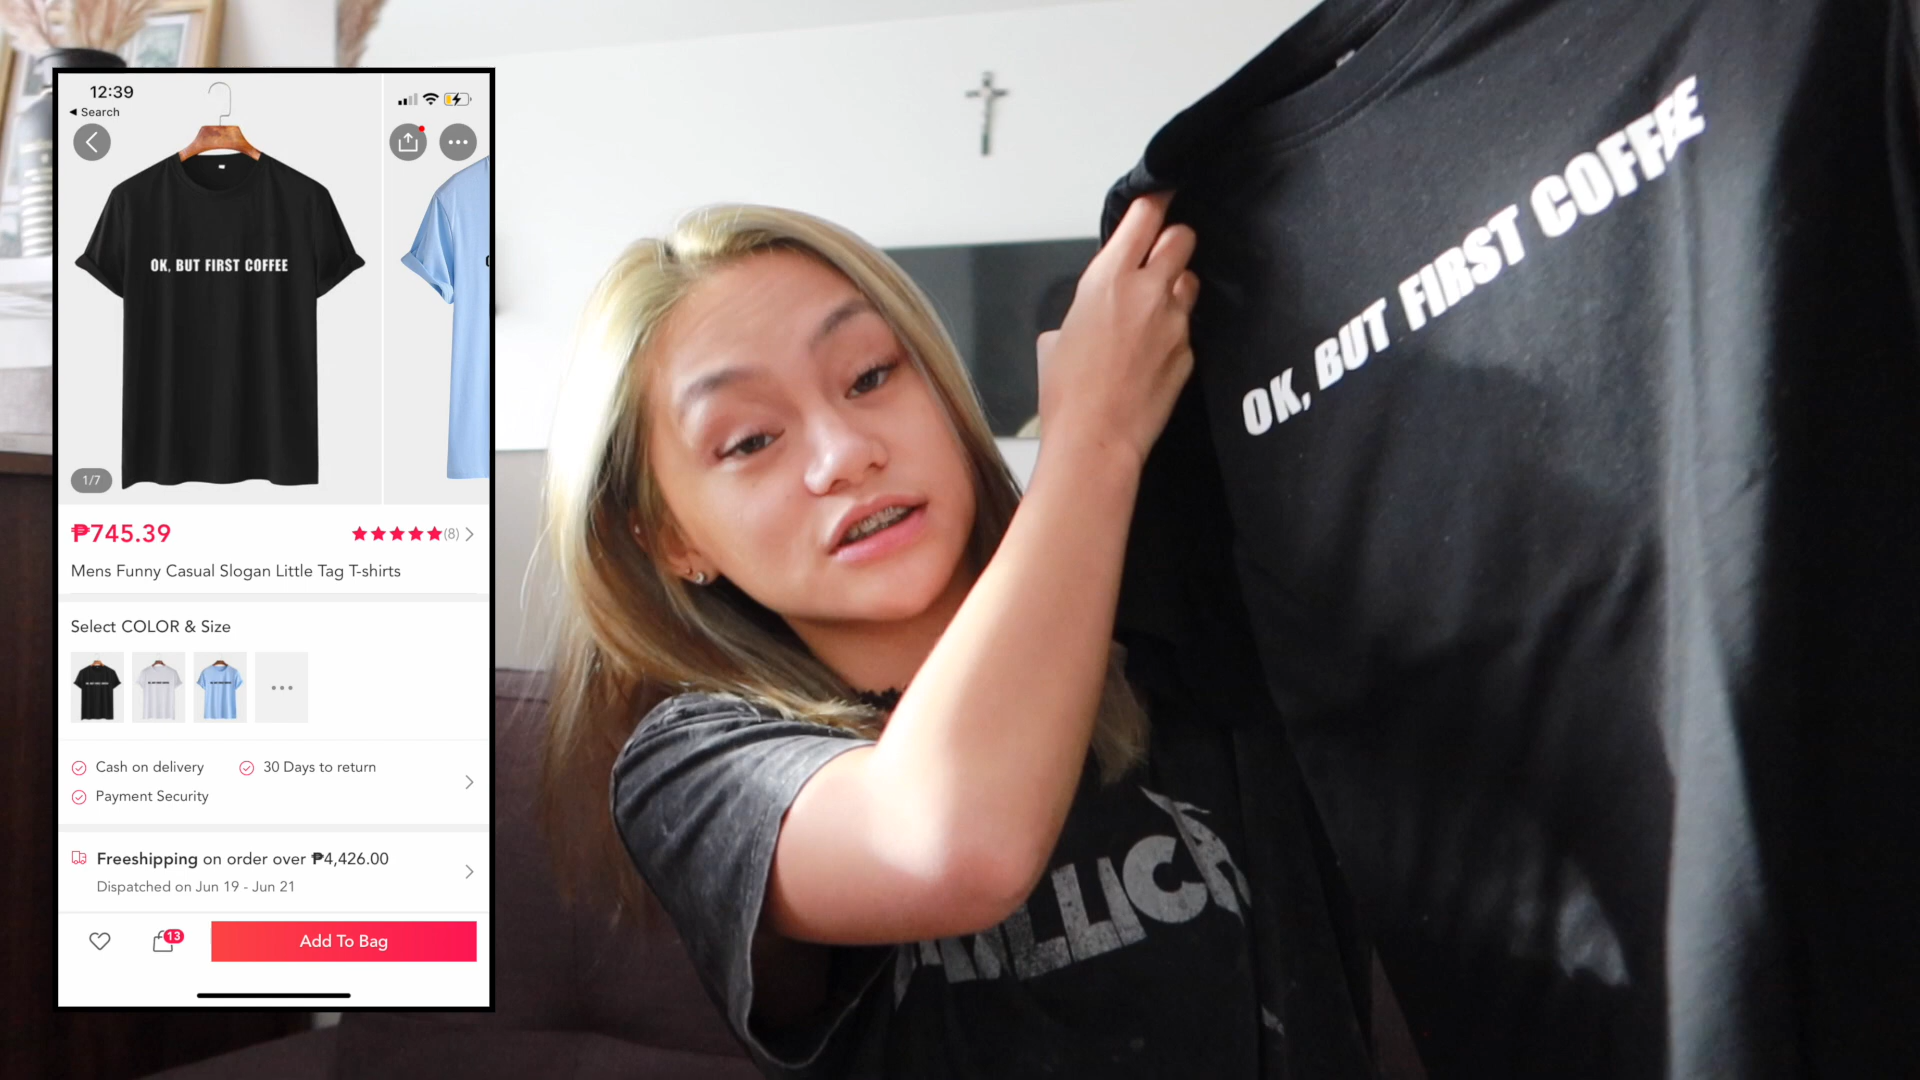 12:39
◀ Search
OK, BUT FIRST COFFEE
1/7
₱745.39
(8)
Mens Funny Casual Slogan Little Tag T-shirts
Select COLOR & Size
Cash on delivery
30 Days to return
Payment Security
Freeshipping on order over ₱4,426.00
Dispatched on Jun 19 - Jun 21
13
Add To Bag
OK, BUT FIRST COFFEE